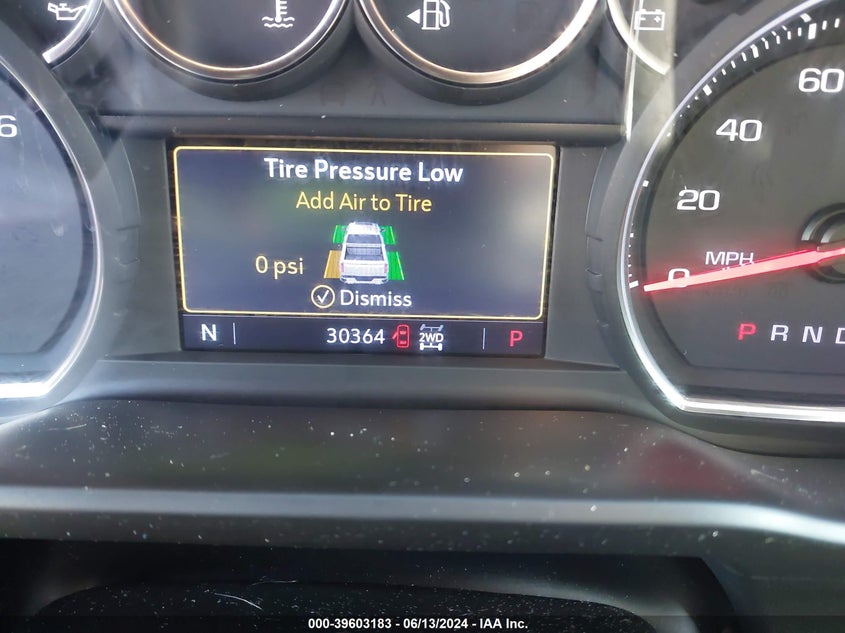 6
Tire Pressure Low
Add Air to Tire
0 psi
Dismiss
N 30364 2WD P
60
40
20
MPH
0
P R N D
000-39603183 - 06/13/2024 - IAA Inc.